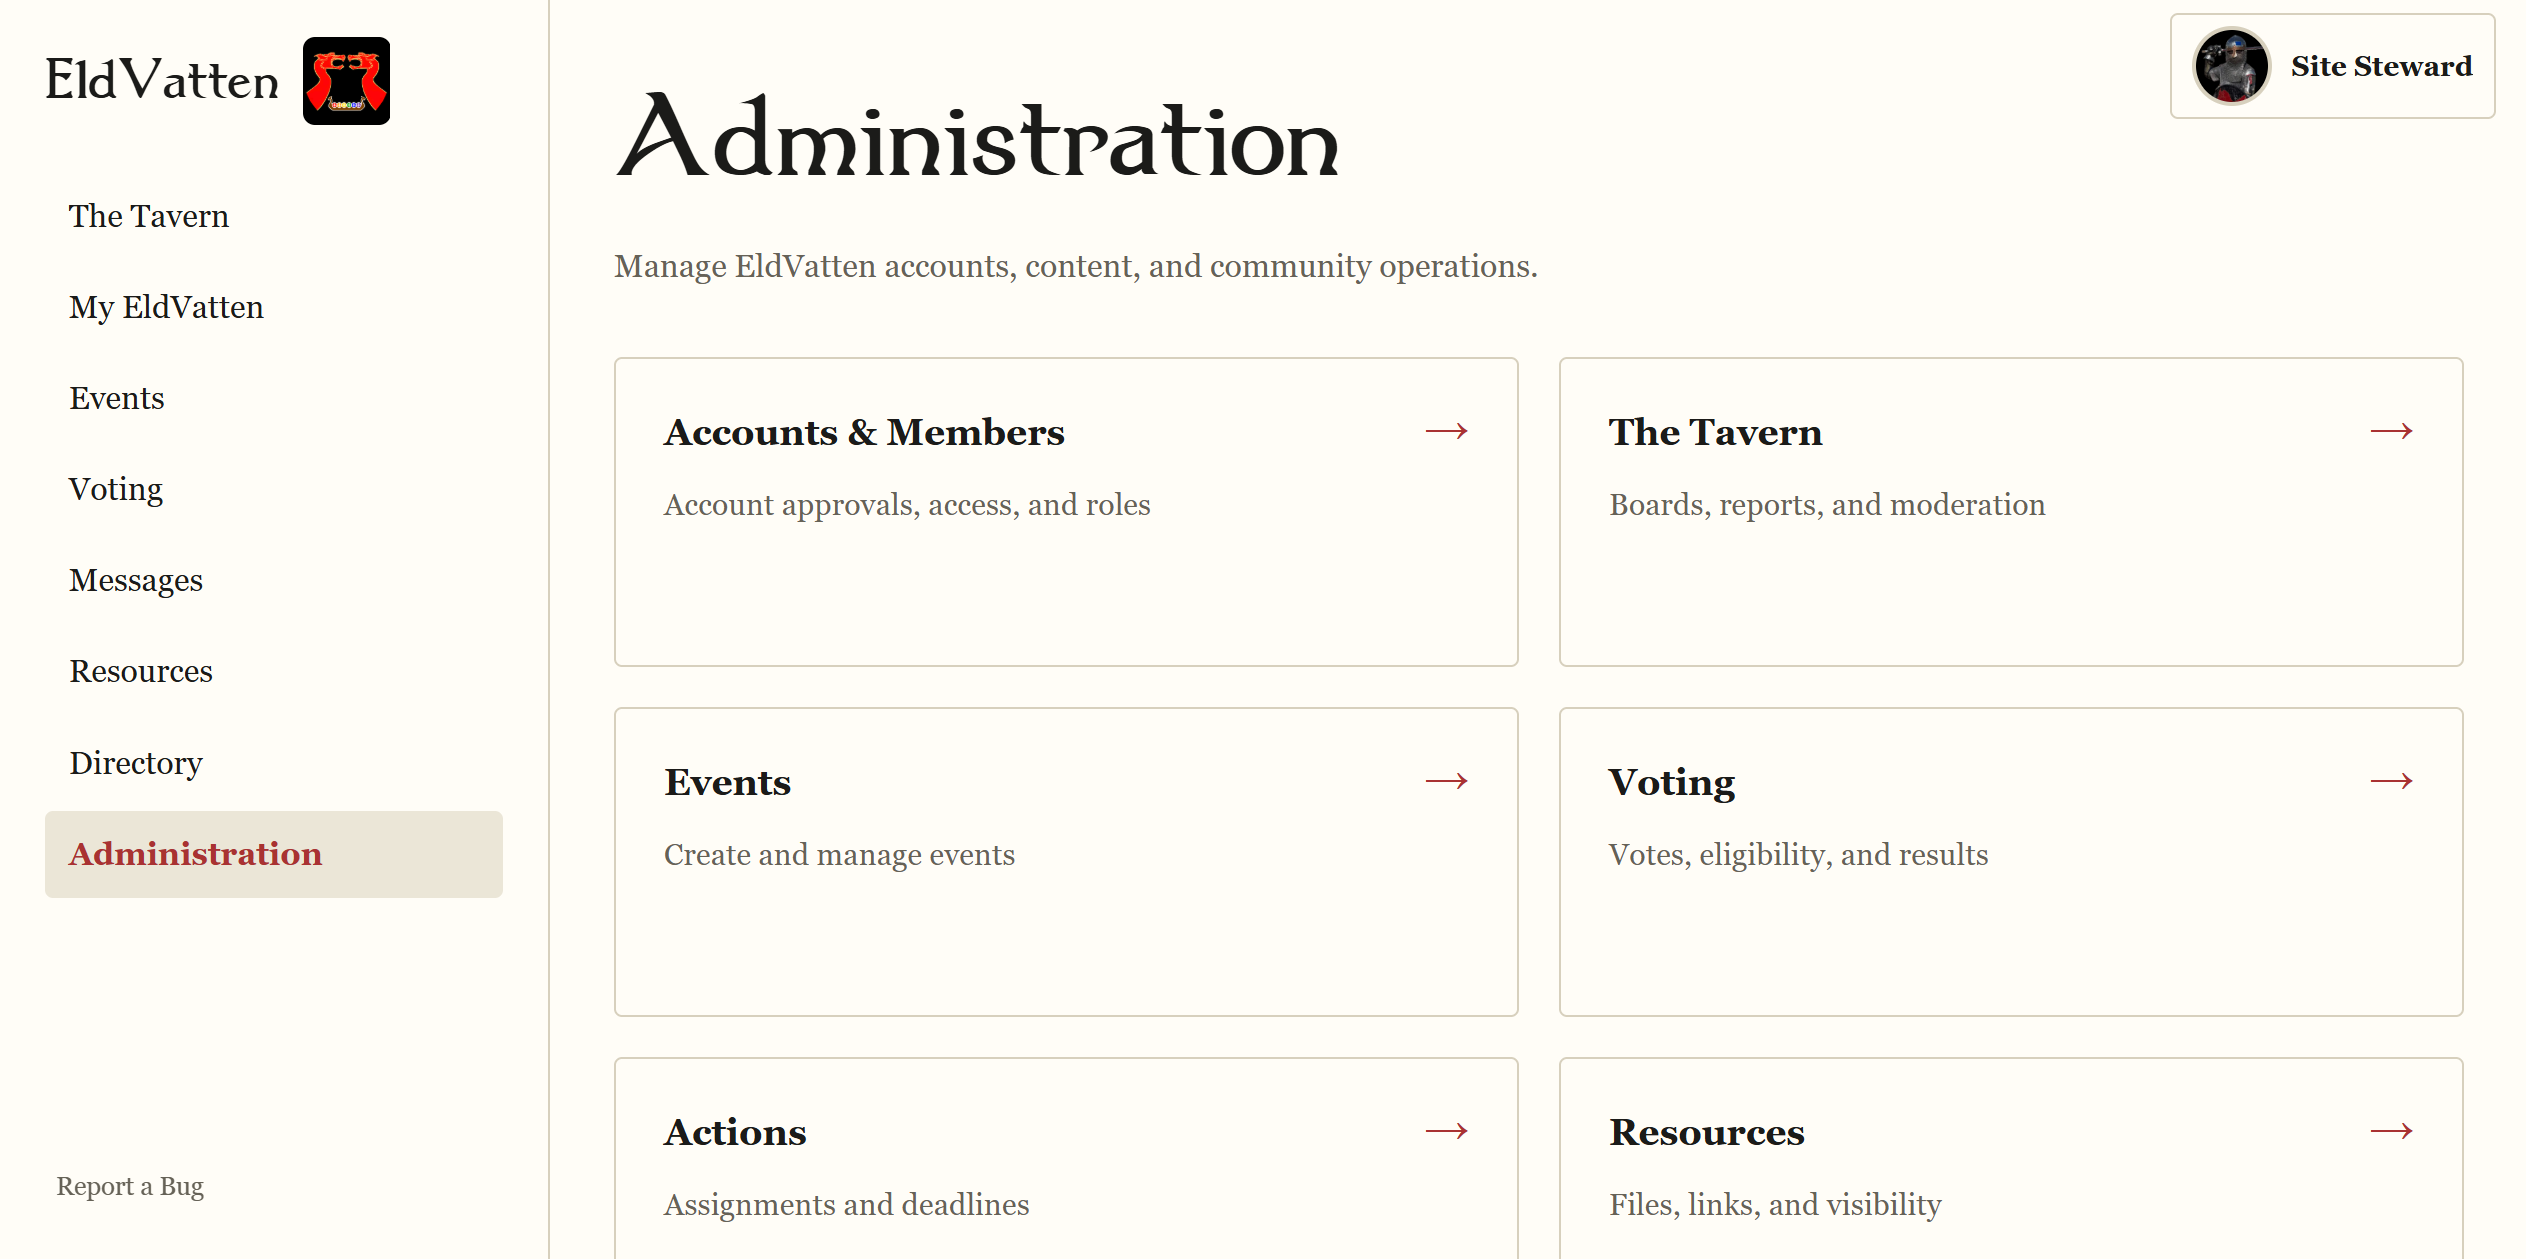 EldVatten
The Tavern
My EldVatten
Events
Voting
Messages
Resources
Directory
Administration
Report a Bug
Site Steward
Administration
Manage EldVatten accounts, content, and community operations.
Accounts & Members →
Account approvals, access, and roles
The Tavern →
Boards, reports, and moderation
Events →
Create and manage events
Voting →
Votes, eligibility, and results
Actions →
Assignments and deadlines
Resources →
Files, links, and visibility